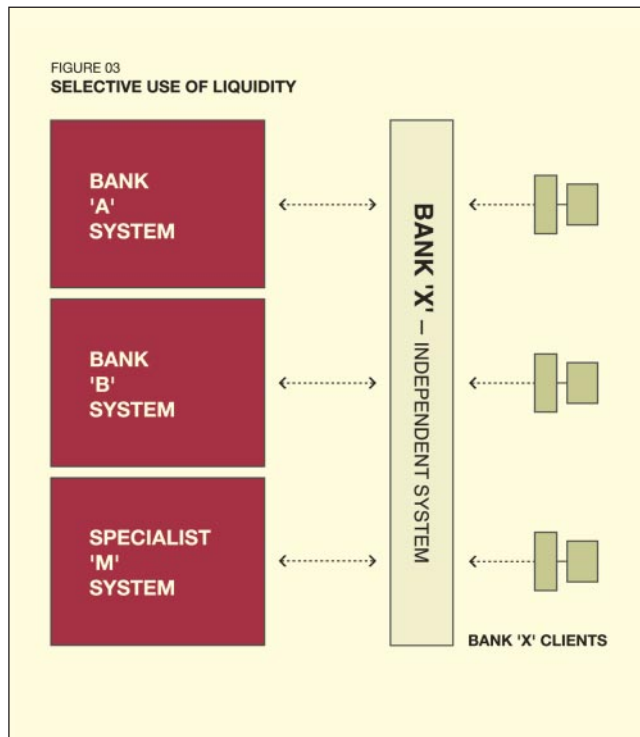 FIGURE 03
SELECTIVE USE OF LIQUIDITY
BANK
'A'
SYSTEM
BANK
'B'
SYSTEM
SPECIALIST
'M'
SYSTEM
BANK 'X' – INDEPENDENT SYSTEM
BANK 'X' CLIENTS